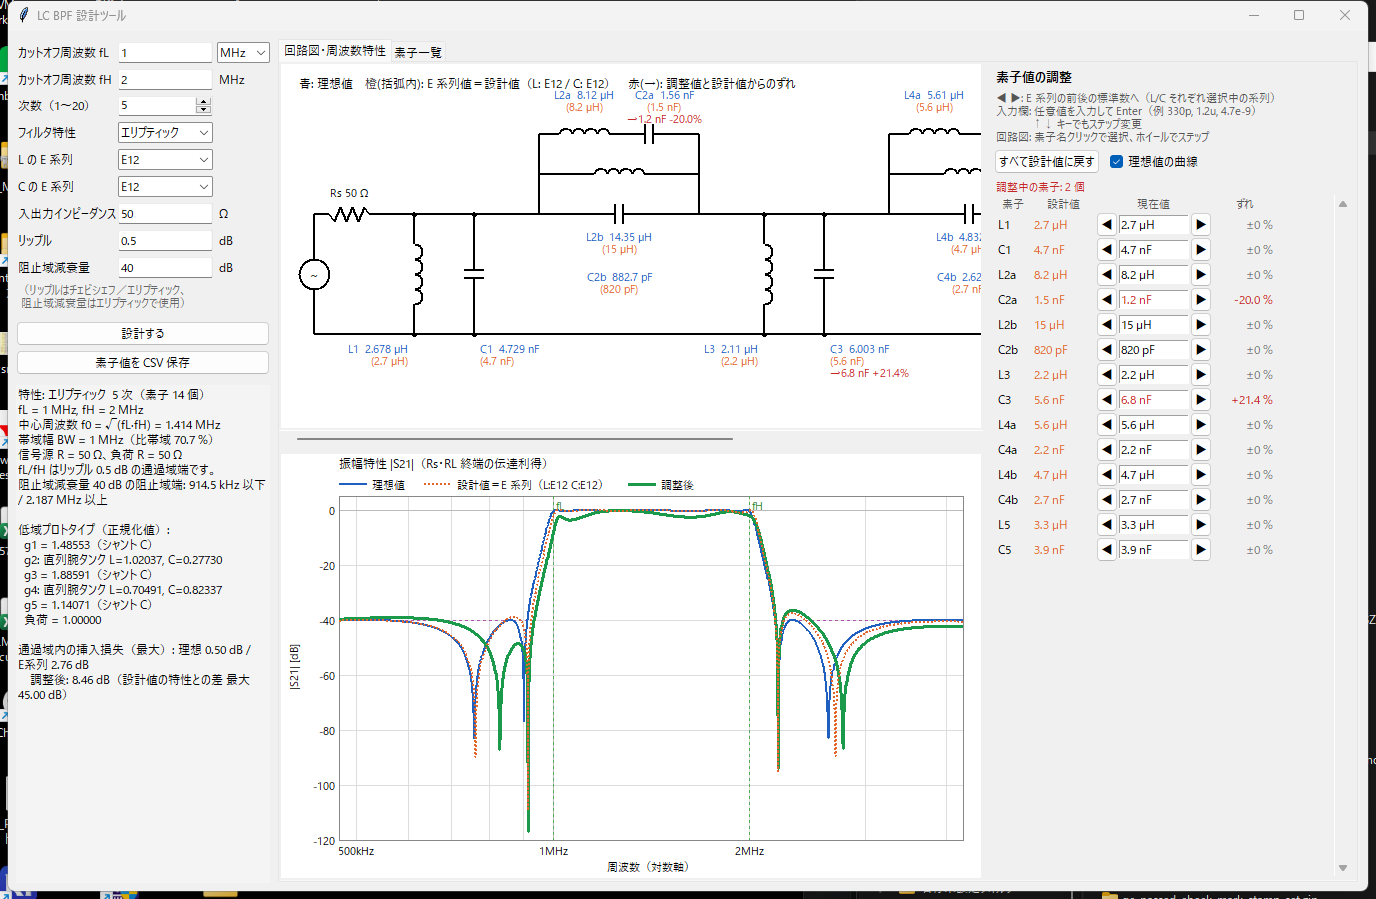 LC BPF 設計ツール
カットオフ周波数 fL 1 MHz
カットオフ周波数 fH 2 MHz
次数（1～20） 5
フィルタ特性 エリプティック
L の E 系列 E12
C の E 系列 E12
入出力インピーダンス 50 Ω
リップル 0.5 dB
阻止域減衰量 40 dB
（リップルはチェビシェフ／エリプティック、
阻止域減衰量はエリプティックで使用）
設計する
素子値を CSV 保存
特性: エリプティック 5 次（素子 14 個）
fL = 1 MHz, fH = 2 MHz
中心周波数 f0 = √(fL·fH) = 1.414 MHz
帯域幅 BW = 1 MHz（比帯域 70.7 %）
信号源 R = 50 Ω、負荷 R = 50 Ω
fL/fH はリップル 0.5 dB の通過域端です。
阻止域減衰量 40 dB の阻止域端: 914.5 kHz 以下
/ 2.187 MHz 以上
低域プロトタイプ（正規化値）:
g1 = 1.48553（シャント C）
g2: 直列腕タンク L=1.02037, C=0.27730
g3 = 1.88591（シャント C）
g4: 直列腕タンク L=0.70491, C=0.82337
g5 = 1.14071（シャント C）
負荷 = 1.00000
通過域内の挿入損失（最大）: 理想 0.50 dB /
E系列 2.76 dB
調整後: 8.46 dB（設計値の特性との差 最大
45.00 dB）
回路図・周波数特性 素子一覧
青: 理想値 橙(括弧内): E 系列値＝設計値（L: E12 / C: E12） 赤(→): 調整値と設計値からのずれ
L2a 8.12 μH C2a 1.56 nF L4a 5.61 μH
(8.2 μH) (1.5 nF) (5.6 μH)
→1.2 nF -20.0%
Rs 50 Ω
L2b 14.35 μH
(15 μH)
C2b 882.7 pF
(820 pF)
L4b 4.832
(4.7 μH
C4b 2.62
(2.7 nF
~
L1 2.678 μH C1 4.729 nF L3 2.11 μH C3 6.003 nF
(2.7 μH) (4.7 nF) (2.2 μH) (5.6 nF)
→6.8 nF +21.4%
振幅特性 |S21|（Rs・RL 終端の伝達利得）
理想値 設計値＝E 系列（L:E12 C:E12） 調整後
fL fH
0
-20
-40
-60
-80
-100
-120
|S21| [dB]
500kHz 1MHz 2MHz
周波数（対数軸）
素子値の調整
◀ ▶: E 系列の前後の標準数へ（L/C それぞれ選択中の系列）
入力欄: 任意値を入力して Enter（例 330p, 1.2u, 4.7e-9）
↑ ↓ キーでもステップ変更
回路図: 素子名クリックで選択、ホイールでステップ
すべて設計値に戻す 理想値の曲線
調整中の素子: 2 個
素子 設計値 現在値 ずれ
L1 2.7 μH ◀ 2.7 μH ▶ ±0 %
C1 4.7 nF ◀ 4.7 nF ▶ ±0 %
L2a 8.2 μH ◀ 8.2 μH ▶ ±0 %
C2a 1.5 nF ◀ 1.2 nF ▶ -20.0 %
L2b 15 μH ◀ 15 μH ▶ ±0 %
C2b 820 pF ◀ 820 pF ▶ ±0 %
L3 2.2 μH ◀ 2.2 μH ▶ ±0 %
C3 5.6 nF ◀ 6.8 nF ▶ +21.4 %
L4a 5.6 μH ◀ 5.6 μH ▶ ±0 %
C4a 2.2 nF ◀ 2.2 nF ▶ ±0 %
L4b 4.7 μH ◀ 4.7 μH ▶ ±0 %
C4b 2.7 nF ◀ 2.7 nF ▶ ±0 %
L5 3.3 μH ◀ 3.3 μH ▶ ±0 %
C5 3.9 nF ◀ 3.9 nF ▶ ±0 %